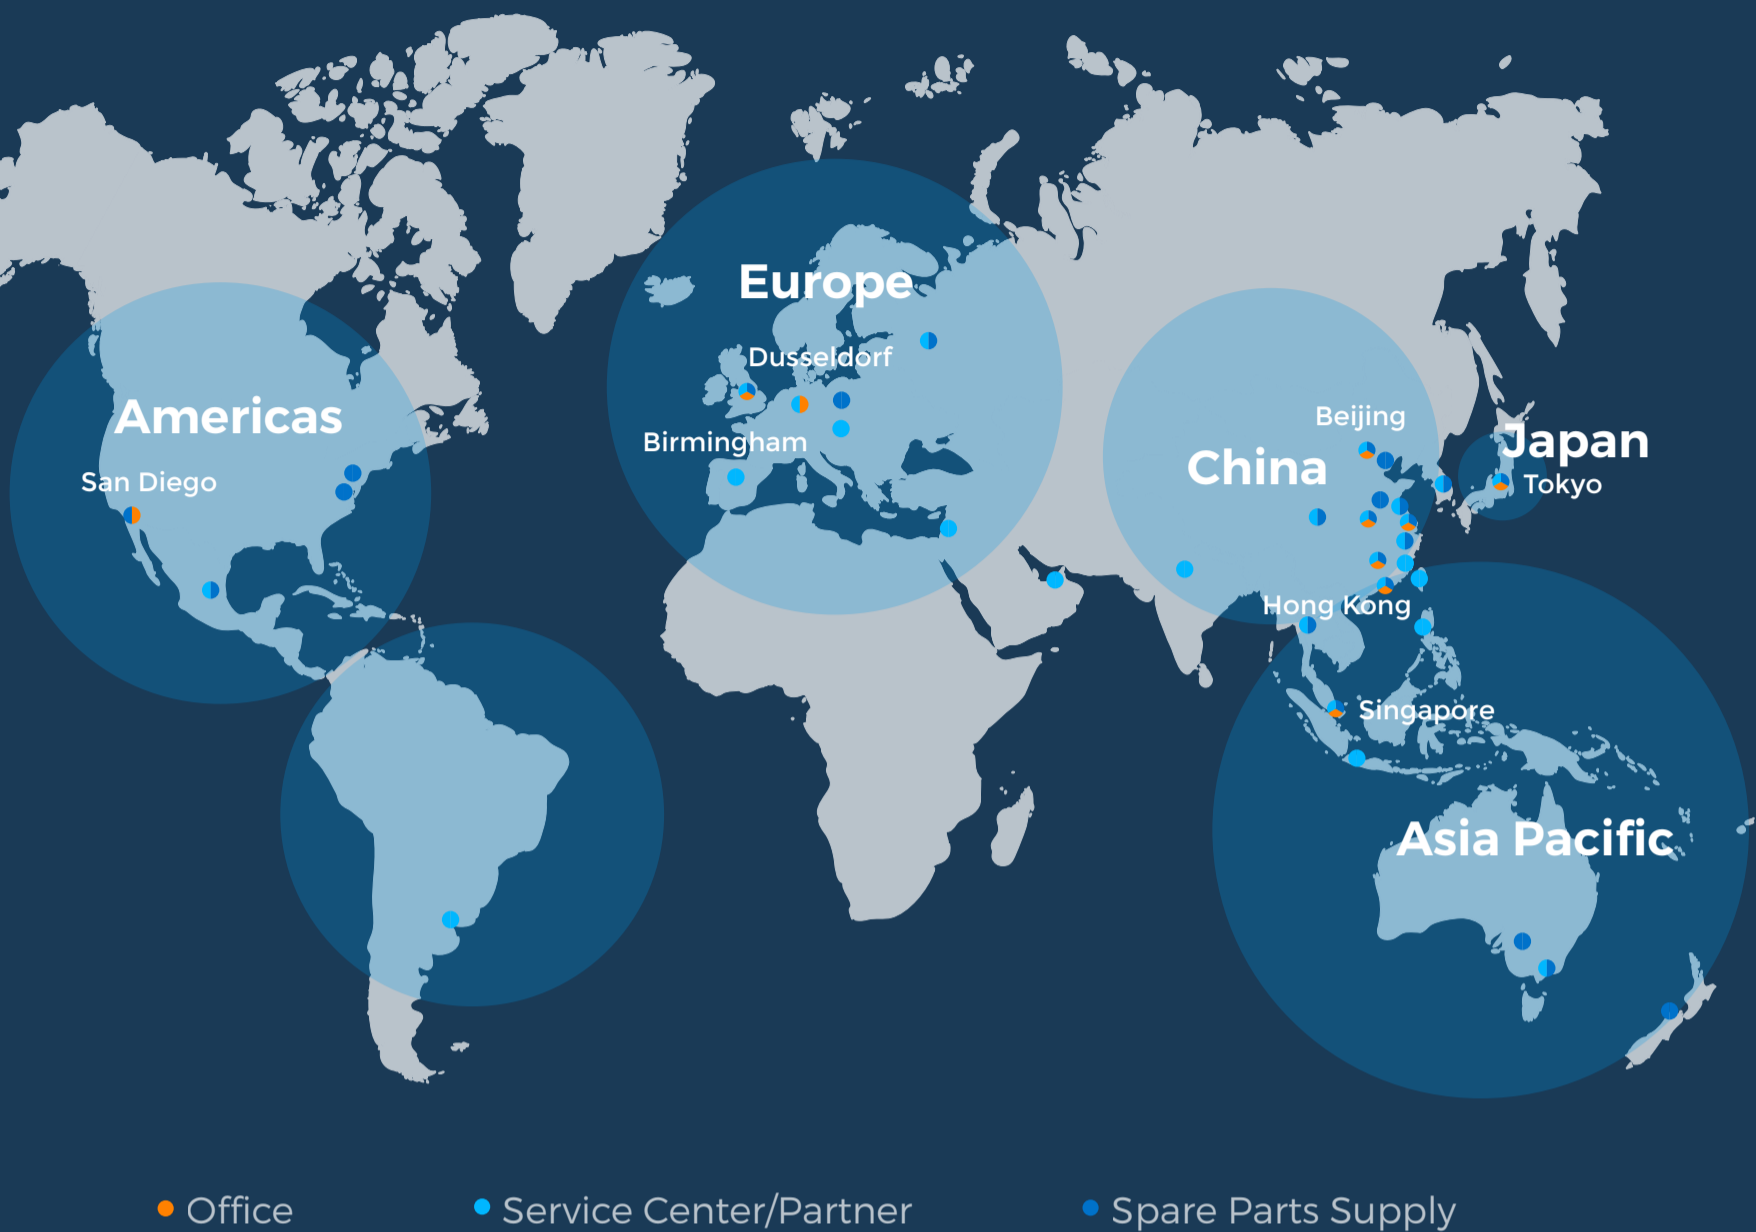 Europe
Dusseldorf
Americas
Beijing
Birmingham
Japan
China
San Diego
Tokyo
Hong Kong
Singapore
Asia Pacific
Office
Service Center/Partner
Spare Parts Supply